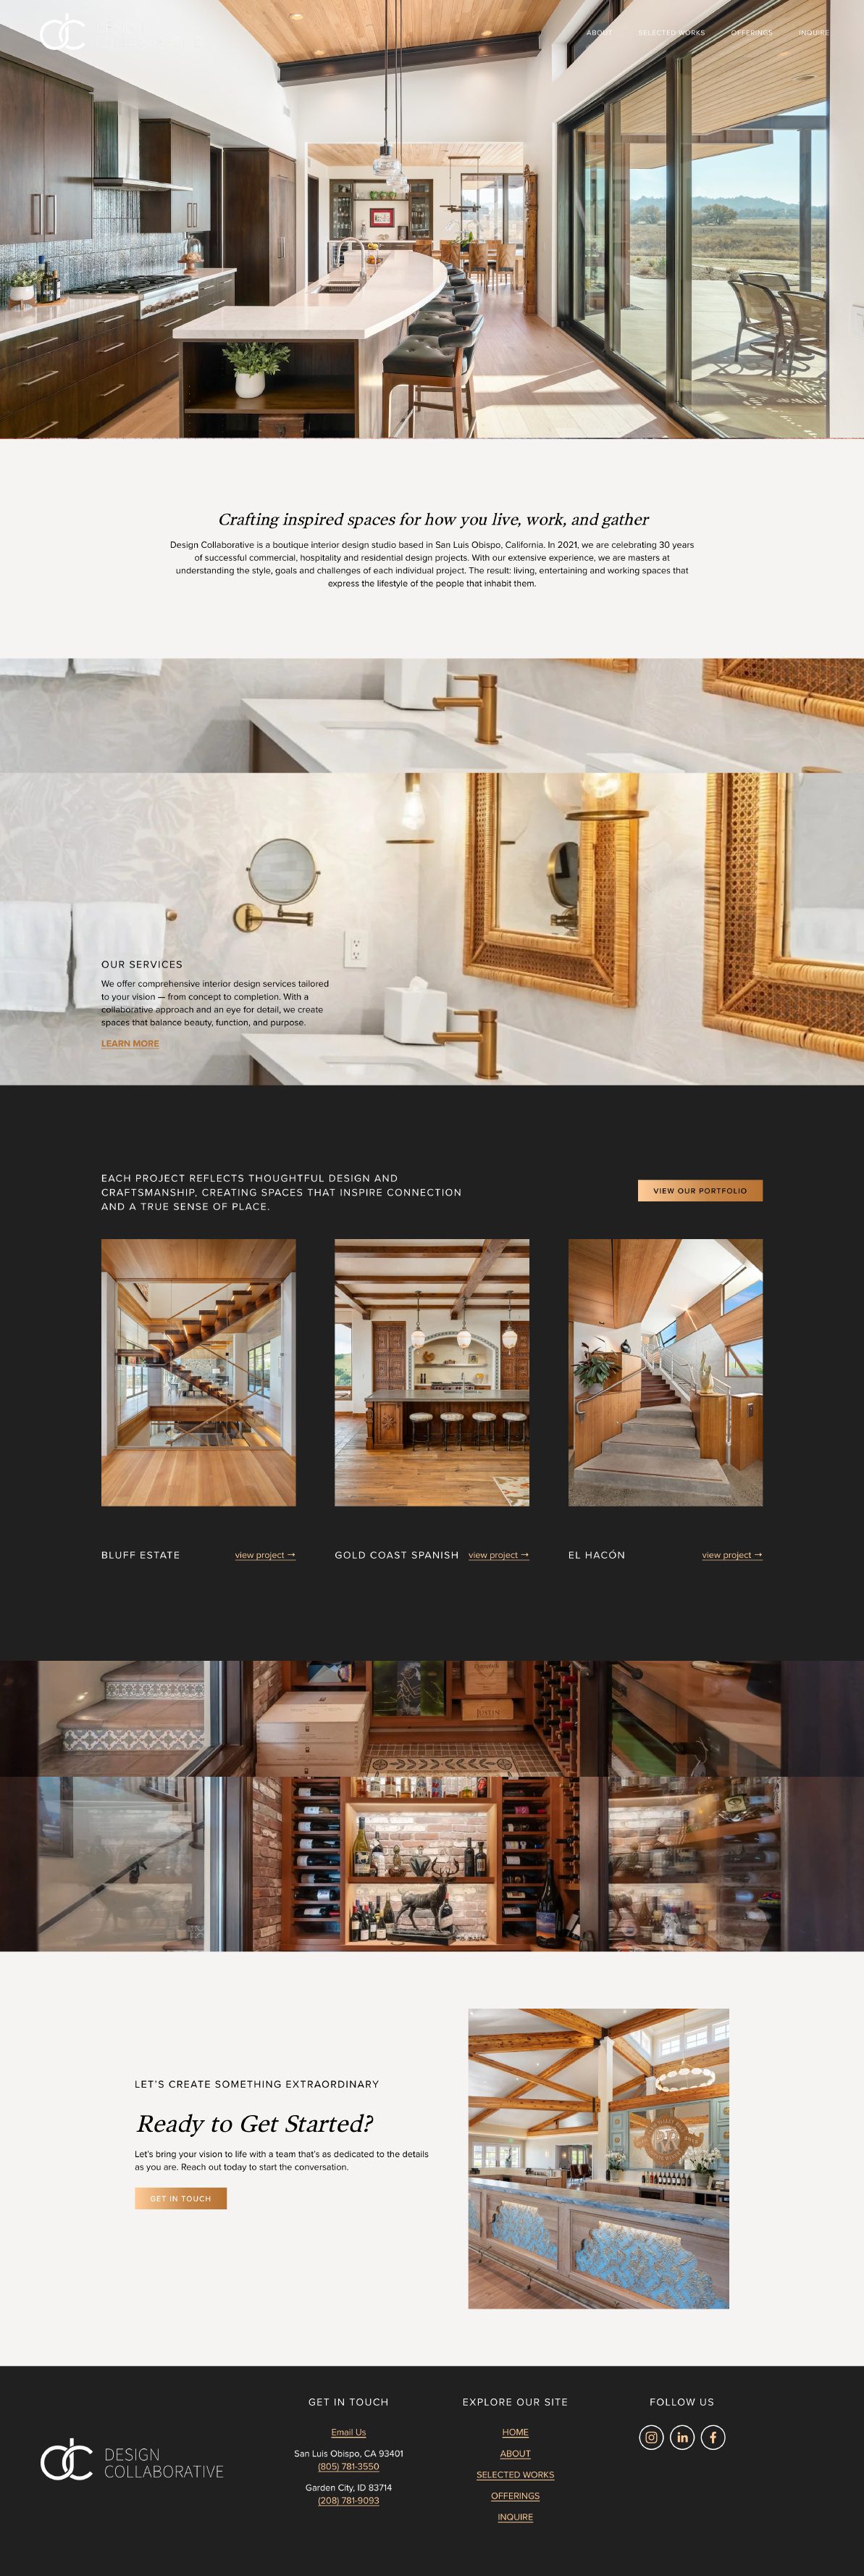 ABOUT SELECTED WORKS OFFERINGS INQUIRE
Crafting inspired spaces for how you live, work, and gather
Design Collaborative is a boutique interior design studio based in San Luis Obispo, California. In 2021, we are celebrating 30 years
of successful commercial, hospitality and residential design projects. With our extensive experience, we are masters at
understanding the style, goals and challenges of each individual project. The result: living, entertaining and working spaces that
express the lifestyle of the people that inhabit them.
OUR SERVICES
We offer comprehensive interior design services tailored
to your vision — from concept to completion. With a
collaborative approach and an eye for detail, we create
spaces that balance beauty, function, and purpose.
LEARN MORE
EACH PROJECT REFLECTS THOUGHTFUL DESIGN AND
CRAFTSMANSHIP, CREATING SPACES THAT INSPIRE CONNECTION
AND A TRUE SENSE OF PLACE.
VIEW OUR PORTFOLIO
BLUFF ESTATE view project →
GOLD COAST SPANISH view project →
EL HACÓN view project →
JUSTIN
LET'S CREATE SOMETHING EXTRAORDINARY
Ready to Get Started?
Let's bring your vision to life with a team that's as dedicated to the details
as you are. Reach out today to start the conversation.
GET IN TOUCH
dc DESIGN
COLLABORATIVE
GET IN TOUCH
Email Us
San Luis Obispo, CA 93401
(805) 781-3550
Garden City, ID 83714
(208) 781-9093
EXPLORE OUR SITE
HOME
ABOUT
SELECTED WORKS
OFFERINGS
INQUIRE
FOLLOW US